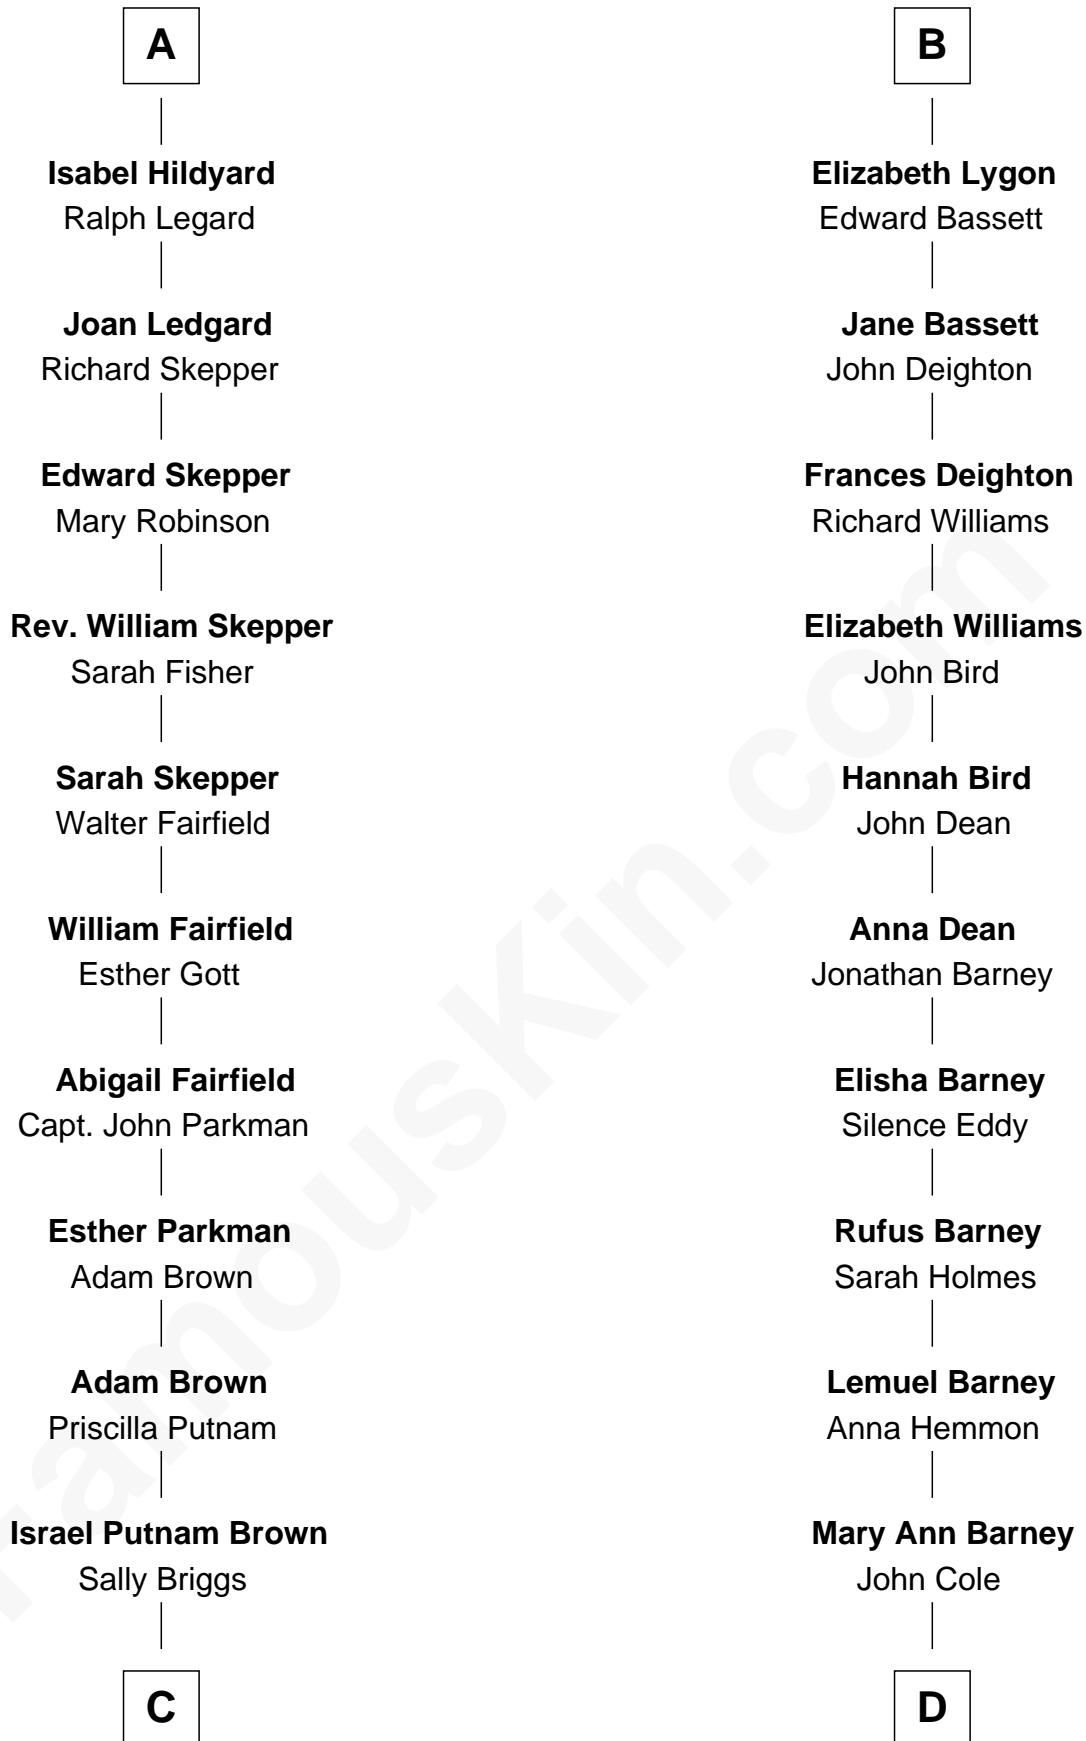 A
Isabel Hildyard
Ralph Legard
Joan Ledgard
Richard Skepper
Edward Skepper
Mary Robinson
Rev. William Skepper
Sarah Fisher
Sarah Skepper
Walter Fairfield
William Fairfield
Esther Gott
Abigail Fairfield
Capt. John Parkman
Esther Parkman
Adam Brown
Adam Brown
Priscilla Putnam
Israel Putnam Brown
Sally Briggs
C
B
Elizabeth Lygon
Edward Bassett
Jane Bassett
John Deighton
Frances Deighton
Richard Williams
Elizabeth Williams
John Bird
Hannah Bird
John Dean
Anna Dean
Jonathan Barney
Elisha Barney
Silence Eddy
Rufus Barney
Sarah Holmes
Lemuel Barney
Anna Hemmon
Mary Ann Barney
John Cole
D
FamousKin.com